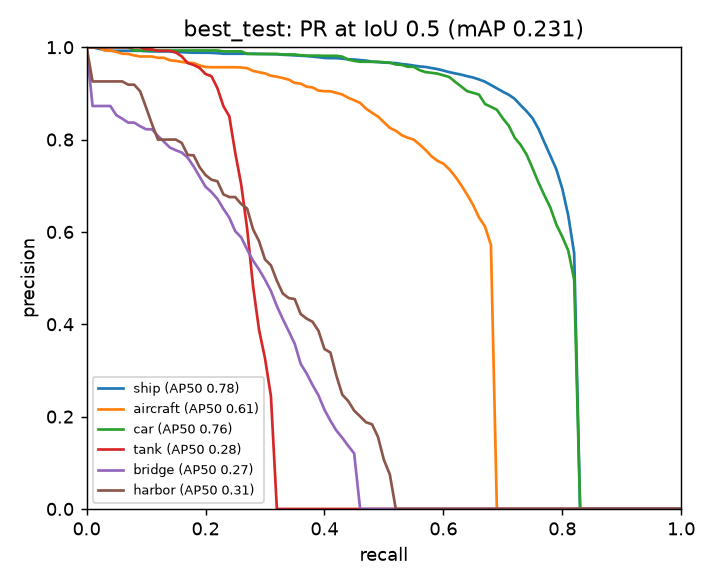 best_test: PR at IoU 0.5 (mAP 0.231)
1.0
0.8
0.6
0.4
0.2
0.0
precision
ship (AP50 0.78)
aircraft (AP50 0.61)
car (AP50 0.76)
tank (AP50 0.28)
bridge (AP50 0.27)
harbor (AP50 0.31)
0.0 0.2 0.4 0.6 0.8 1.0
recall